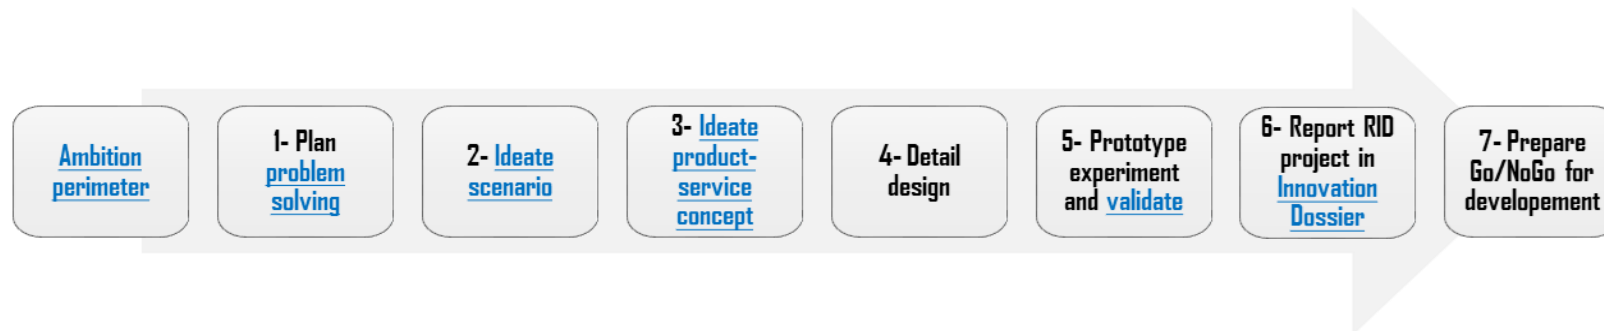 Ambition
perimeter
1- Plan
problem
solving
2- Ideate
scenario
3- Ideate
product-
service
concept
4- Detail
design
5- Prototype
experiment
and validate
6- Report RID
project in
Innovation
Dossier
7- Prepare
Go/NoGo for
developement